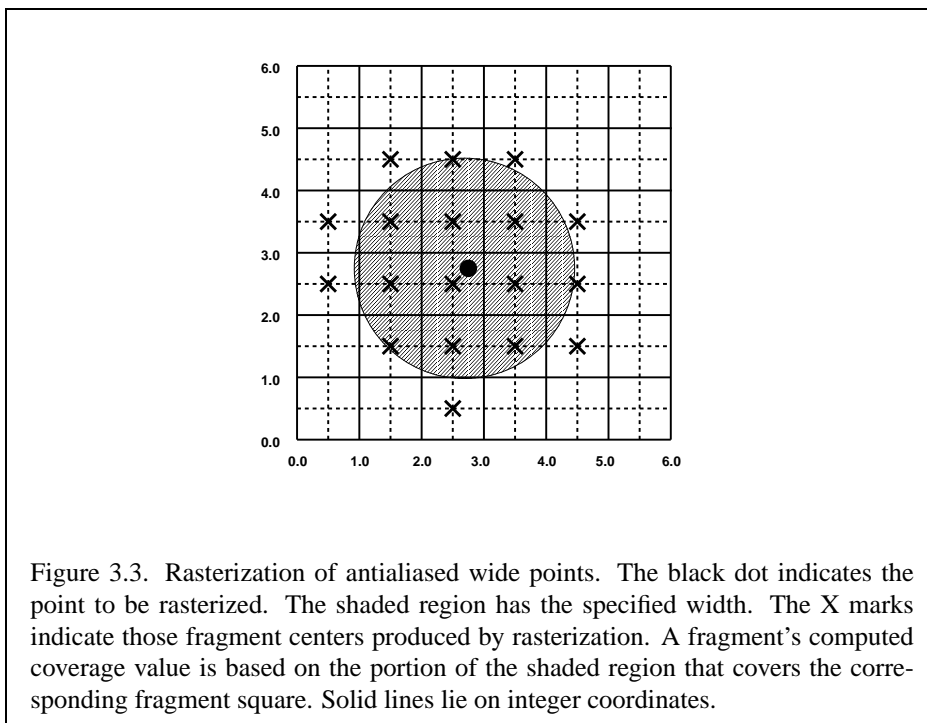 6.0
5.0
4.0
3.0
2.0
1.0
0.0
0.0 1.0 2.0 3.0 4.0 5.0 6.0
Figure 3.3. Rasterization of antialiased wide points. The black dot indicates the
point to be rasterized. The shaded region has the specified width. The X marks
indicate those fragment centers produced by rasterization. A fragment's computed
coverage value is based on the portion of the shaded region that covers the corre-
sponding fragment square. Solid lines lie on integer coordinates.